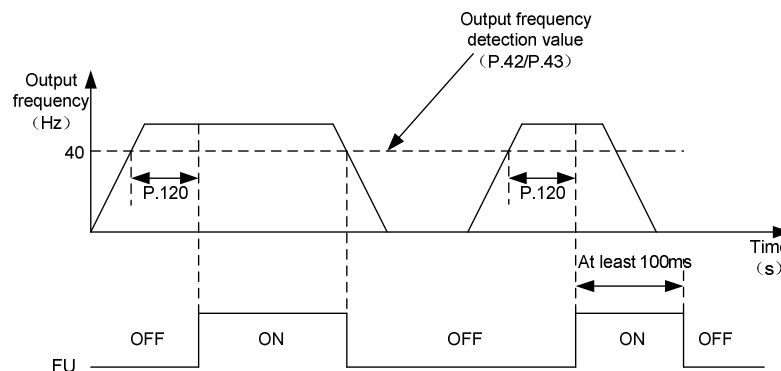 Output frequency
detection value
（P.42/P.43）
Output
frequency
（Hz）
40
P.120
P.120
Time
（s）
At least 100ms
OFF
ON
OFF
ON
OFF
FU